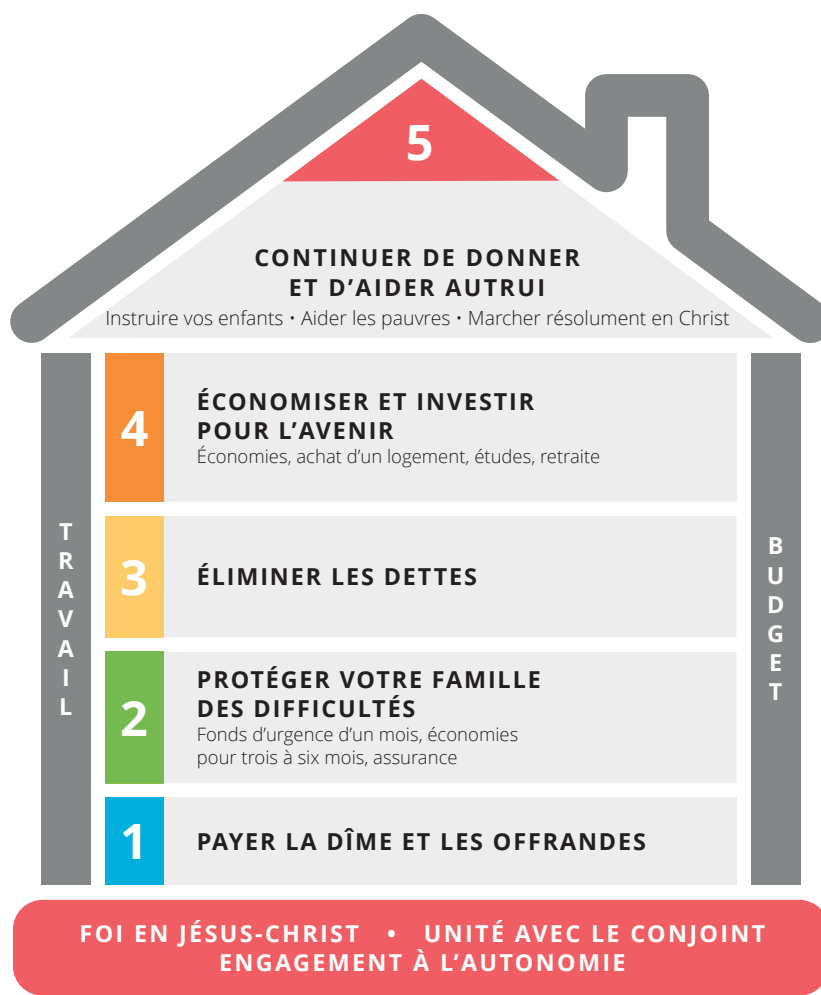 5
CONTINUER DE DONNER
ET D’AIDER AUTRUI
Instruire vos enfants • Aider les pauvres • Marcher résolument en Christ
4
ÉCONOMISER ET INVESTIR
POUR L’AVENIR
Économies, achat d’un logement, études, retraite
3
ÉLIMINER LES DETTES
2
PROTÉGER VOTRE FAMILLE
DES DIFFICULTÉS
Fonds d’urgence d’un mois, économies
pour trois à six mois, assurance
1
PAYER LA DÎME ET LES OFFRANDES
TRAVAIL
BUDGET
FOI EN JÉSUS-CHRIST • UNITÉ AVEC LE CONJOINT
ENGAGEMENT À L’AUTONOMIE